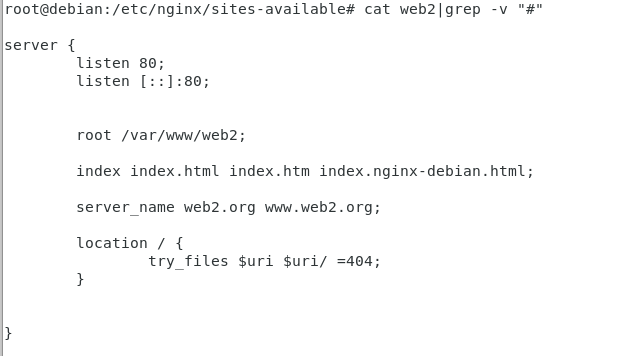 root@debian:/etc/nginx/sites-available# cat web2|grep -v "#"
server {
        listen 80;
        listen [::]:80;
        root /var/www/web2;
        index index.html index.htm index.nginx-debian.html;
        server_name web2.org www.web2.org;
        location / {
                try_files $uri $uri/ =404;
        }
}